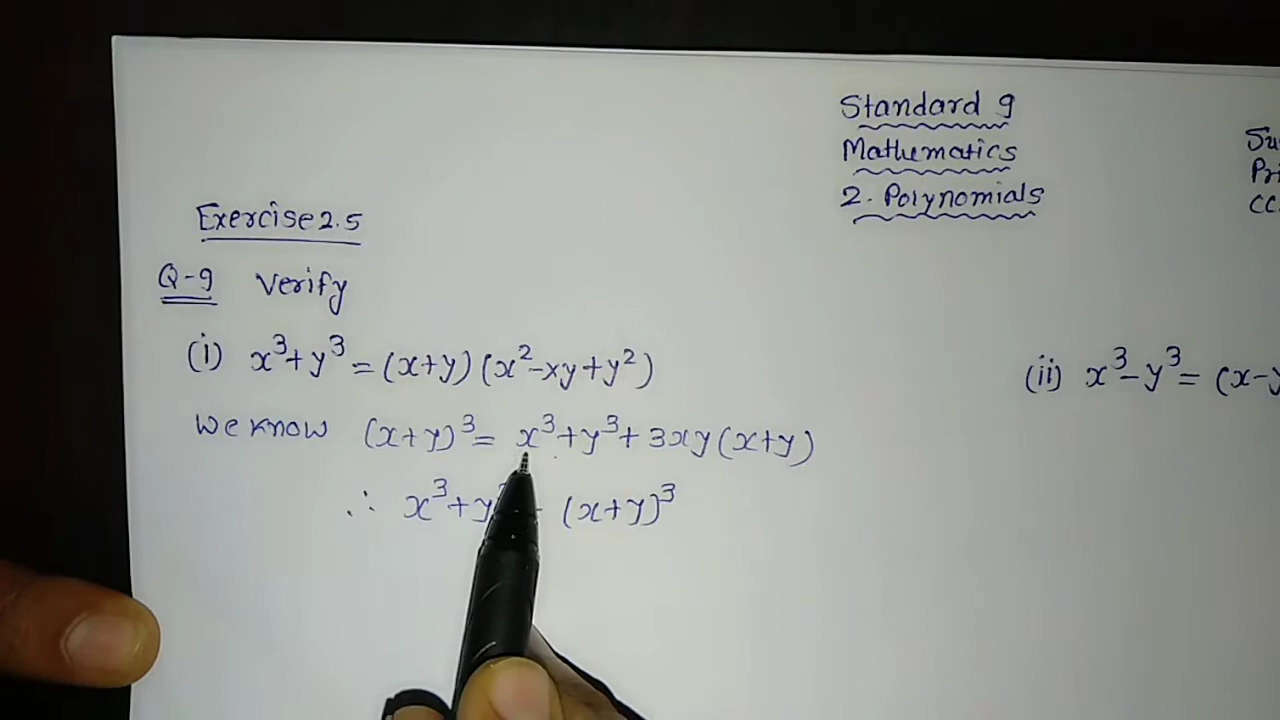 Standard 9
Mathematics
2. Polynomials
Exercise 2.5
Q-9 Verify
(i) x³+y³ = (x+y) (x²-xy+y²)
(ii) x³-y³ = (x-y
We know (x+y)³ = x³+y³+3xy(x+y)
∴ x³+y (x+y)³